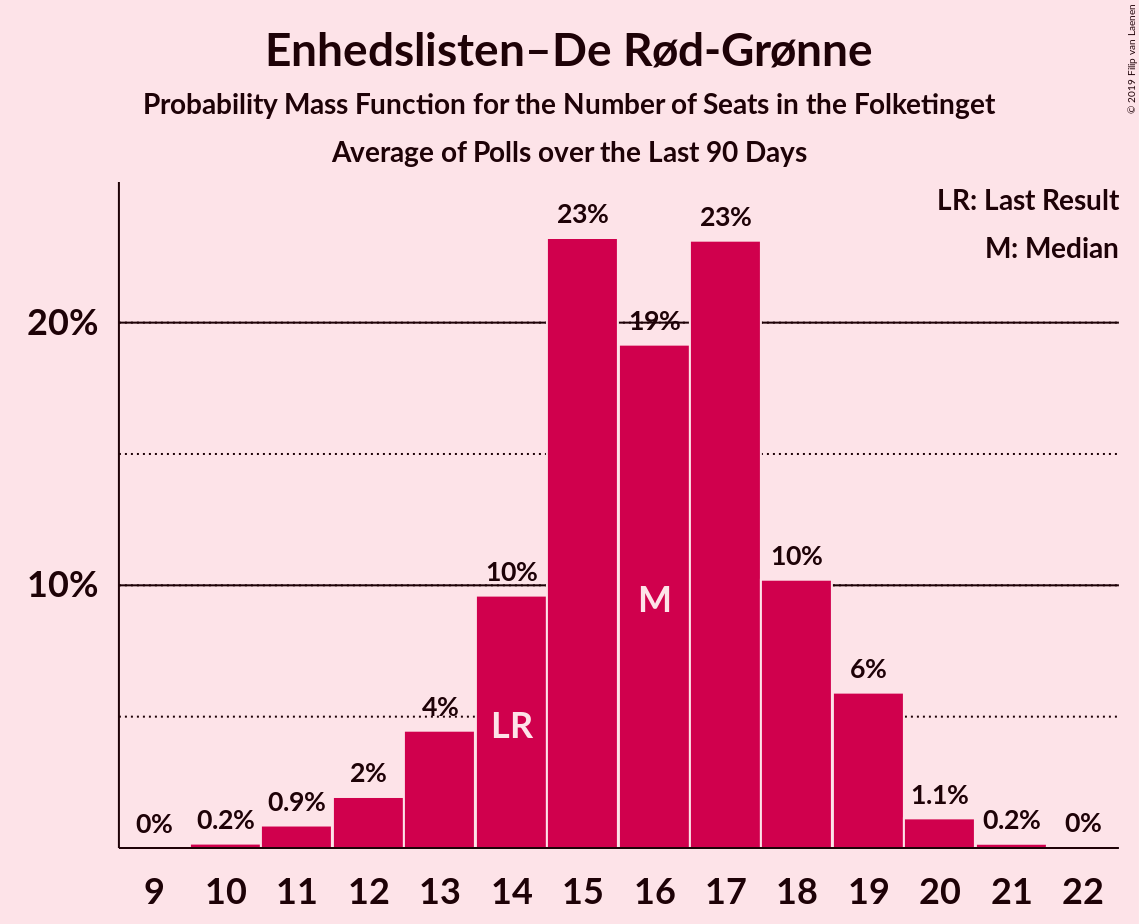 Enhedslisten–De Rød-Grønne
Probability Mass Function for the Number of Seats in the Folketinget
Average of Polls over the Last 90 Days
© 2019 Filip van Laenen
LR: Last Result
M: Median
20%
10%
0%
0.2%
0.9%
2%
4%
10%
23%
19%
23%
10%
6%
1.1%
0.2%
0%
LR
M
9 10 11 12 13 14 15 16 17 18 19 20 21 22